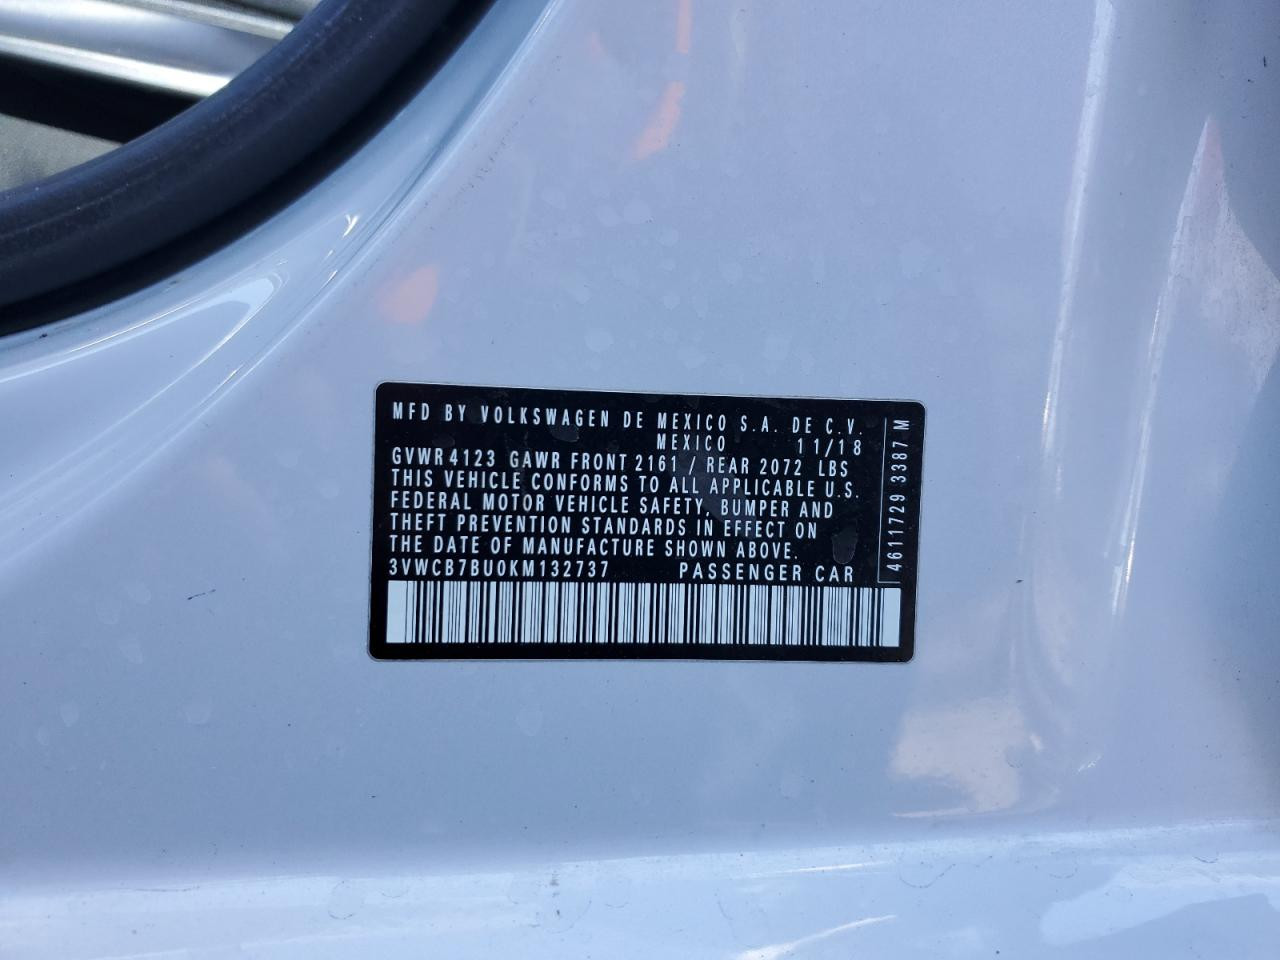 MFD BY VOLKSWAGEN DE MEXICO S.A. DE C.V.
MEXICO 11/18
GVWR 4123 GAWR FRONT 2161 / REAR 2072 LBS
THIS VEHICLE CONFORMS TO ALL APPLICABLE U.S.
FEDERAL MOTOR VEHICLE SAFETY, BUMPER AND
THEFT PREVENTION STANDARDS IN EFFECT ON
THE DATE OF MANUFACTURE SHOWN ABOVE.
3VWCB7BU0KM132737 PASSENGER CAR
4611729 3387 M